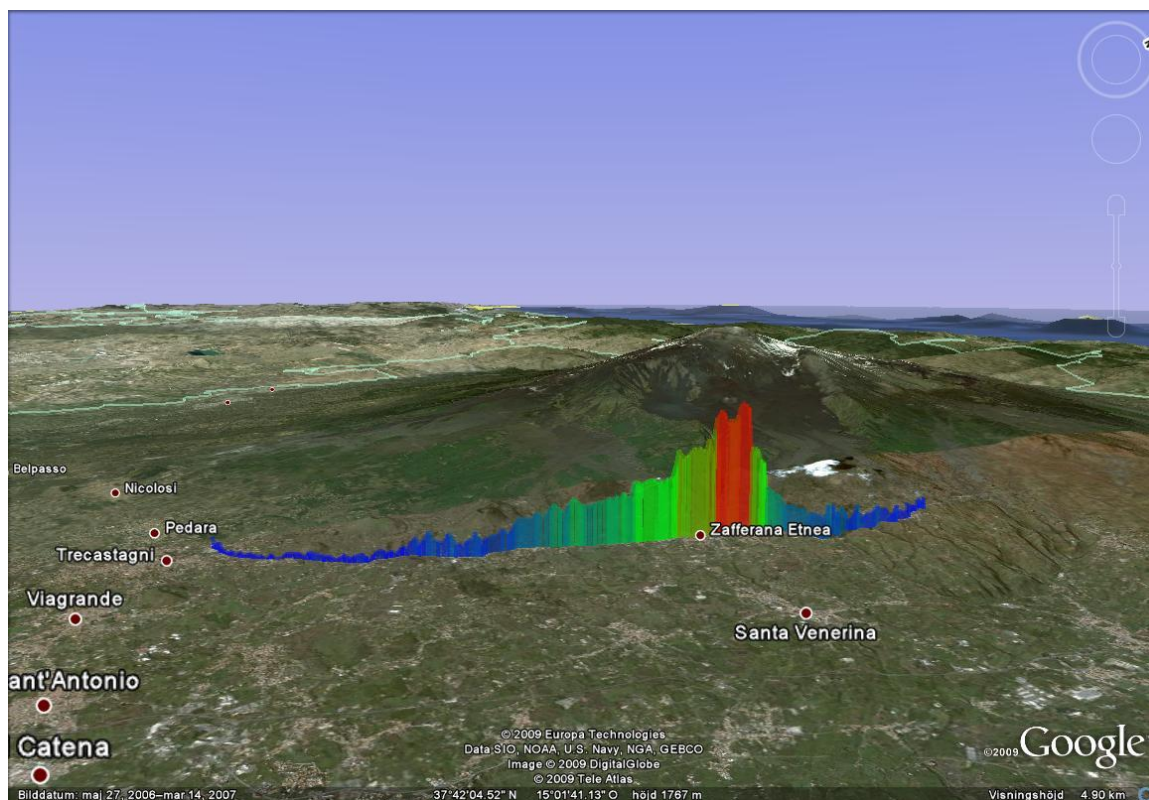 Belpasso
Nicolosi
Pedara
Trecastagni
Zafferana Etnea
Viagrande
Santa Venerina
ant'Antonio
Catena
© 2009 Europa Technologies
Data SIO, NOAA, U.S. Navy, NGA, GEBCO
Image © 2009 DigitalGlobe
© 2009 Tele Atlas
©2009 Google
Bilddatum: maj 27, 2006–mar 14, 2007
37°42'04.52" N 15°01'41.13" O höjd 1767 m
Visningshöjd 4.90 km